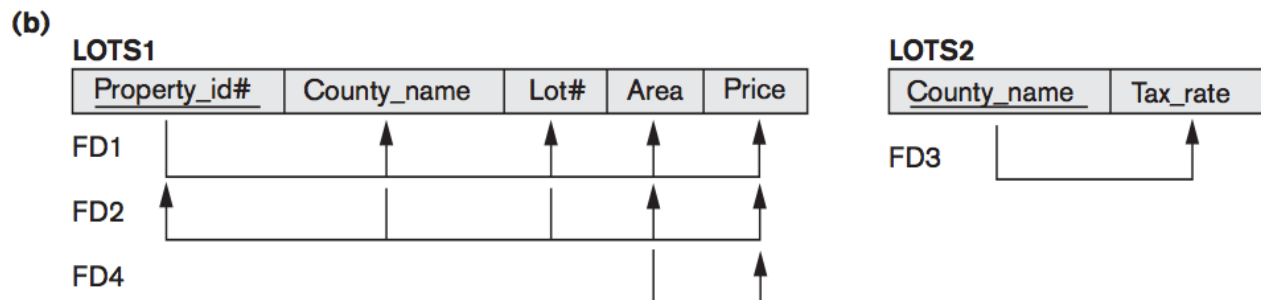 (b)
LOTS1
Property_id# County_name Lot# Area Price
FD1
FD2
FD4
LOTS2
County_name Tax_rate
FD3